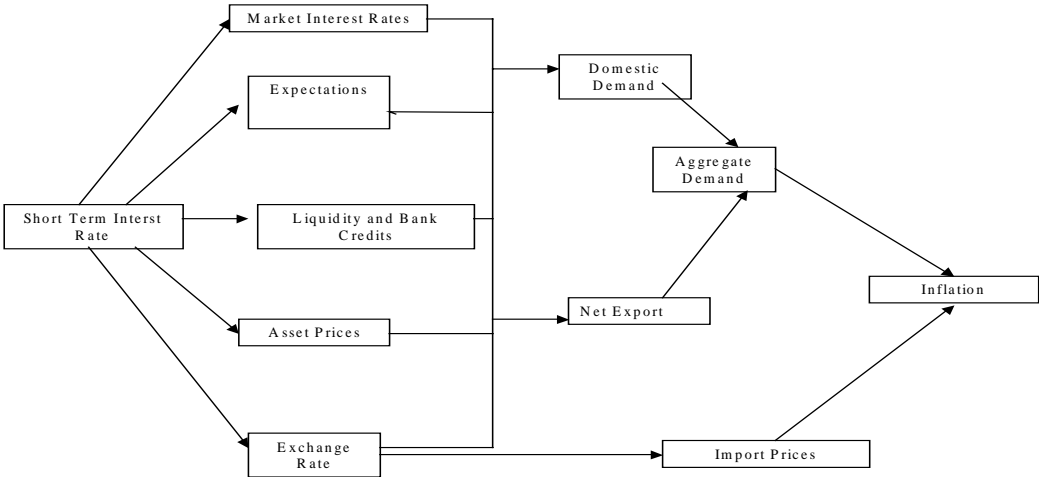 Market Interest Rates
Expectations
Domestic
Demand
Aggregate
Demand
Short Term Interst
Rate
Liquidity and Bank
Credits
Inflation
Net Export
Asset Prices
Exchange
Rate
Import Prices